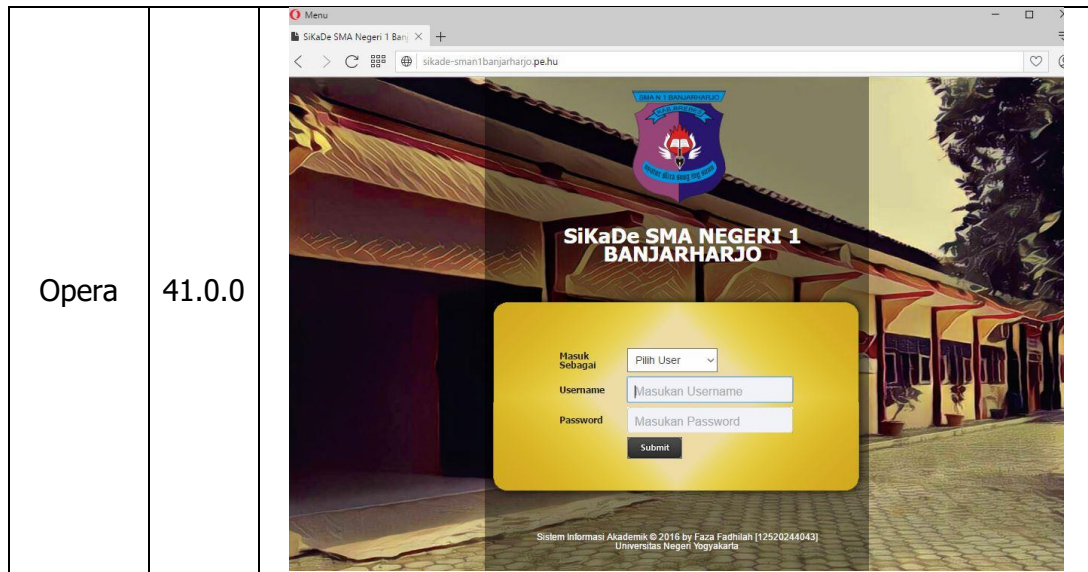 Opera
41.0.0
Menu
SiKaDe SMA Negeri 1 Banj
sikade-sman1banjarharjo.pe.hu
SMA N 1 BANJARHARJO
KAB BREBES
SiKaDe SMA NEGERI 1
BANJARHARJO
Masuk
Sebagai
Pilih User
Username
Masukan Username
Password
Masukan Password
Submit
Sistem Informasi Akademik © 2016 by Faza Fadhilah [12520244043]
Universitas Negeri Yogyakarta